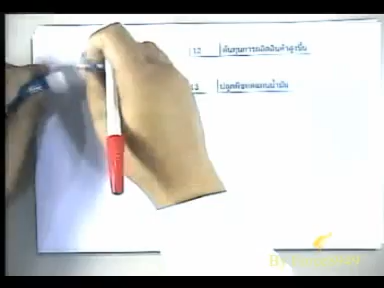 12 ต้นทุนการผลิตสินค้าสูงขึ้น
13 ปลูกพืชทดแทนน้ำมัน